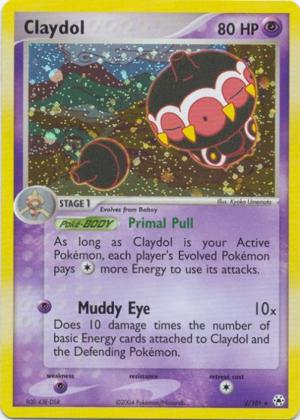 Claydol 80 HP
Illus. Kyoko Umemoto
STAGE 1
Evolves from Baltoy
Poké-BODY Primal Pull
As long as Claydol is your Active
Pokémon, each player's Evolved Pokémon
pays more Energy to use its attacks.
Muddy Eye 10x
Does 10 damage times the number of
basic Energy cards attached to Claydol and
the Defending Pokémon.
weakness resistance retreat cost
©2004 Pokémon/Nintendo